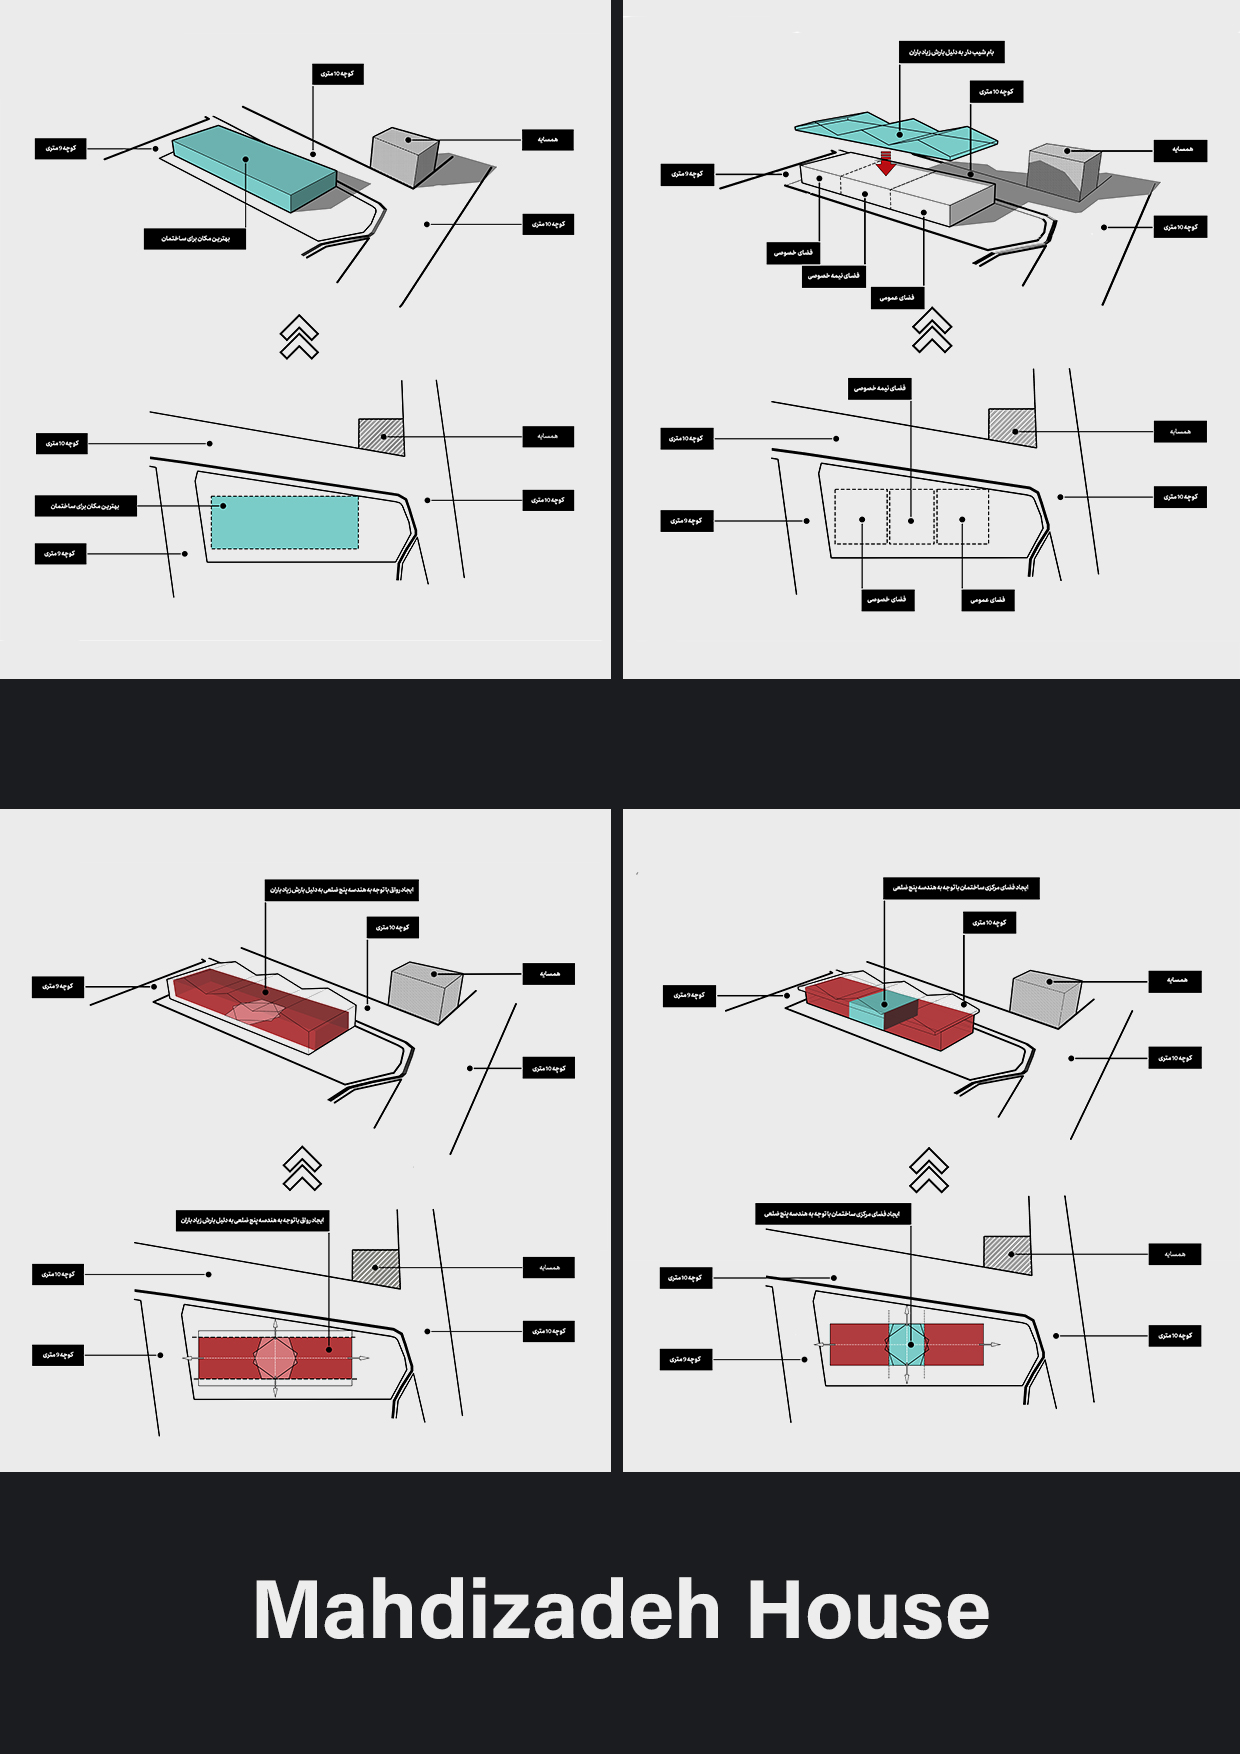 کوچه 10 متری
کوچه 9 متری
همسایه
کوچه 10 متری
بهترین مکان برای ساختمان
کوچه 10 متری
همسایه
بهترین مکان برای ساختمان
کوچه 10 متری
کوچه 9 متری
بام شیب دار به دلیل بارش زیاد باران
کوچه 10 متری
همسایه
کوچه 9 متری
کوچه 10 متری
فضای خصوصی
فضای نیمه خصوصی
فضای عمومی
فضای نیمه خصوصی
کوچه 10 متری
همسایه
کوچه 10 متری
کوچه 9 متری
فضای خصوصی
فضای عمومی
ایجاد رواق با توجه به هندسه پنج ضلعی به دلیل بارش زیاد باران
کوچه 10 متری
همسایه
کوچه 9 متری
کوچه 10 متری
ایجاد رواق با توجه به هندسه پنج ضلعی به دلیل بارش زیاد باران
کوچه 10 متری
همسایه
کوچه 10 متری
کوچه 9 متری
ایجاد فضای مرکزی ساختمان با توجه به هندسه پنج ضلعی
کوچه 10 متری
همسایه
کوچه 9 متری
کوچه 10 متری
ایجاد فضای مرکزی ساختمان با توجه به هندسه پنج ضلعی
همسایه
کوچه 10 متری
کوچه 10 متری
کوچه 9 متری
Mahdizadeh House